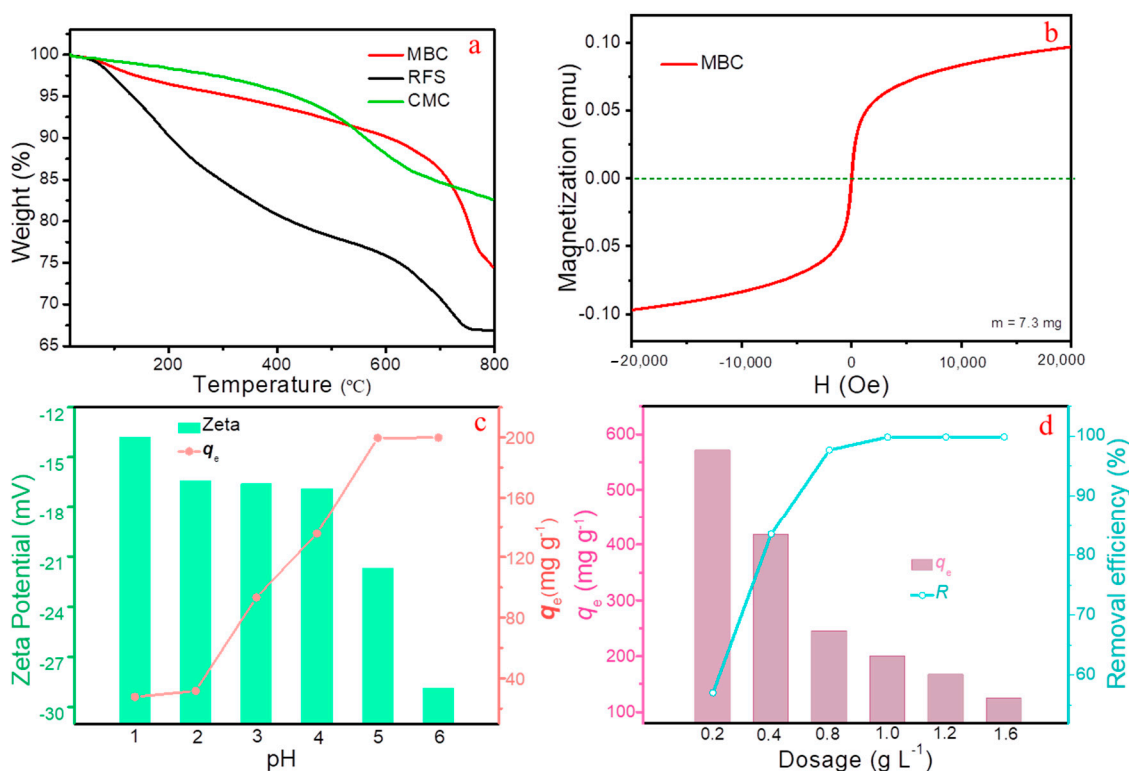 a
MBC
RFS
CMC
100
95
90
85
80
75
70
65
Weight (%)
200
400
600
800
Temperature (℃)
b
MBC
0.10
0.05
0.00
-0.05
-0.10
Magnetization (emu)
m = 7.3 mg
−20,000
-10,000
0
10,000
20,000
H (Oe)
c
Zeta
qe
-12
-15
-18
-21
-24
-28
-30
Zeta Potential (mV)
200
160
120
80
40
qe(mg g-1)
1
2
3
4
5
6
pH
d
qe
R
600
500
400
300
200
100
qe (mg g-1)
100
90
80
70
60
Removal efficiency (%)
0.2
0.4
0.8
1.0
1.2
1.6
Dosage (g L-1)